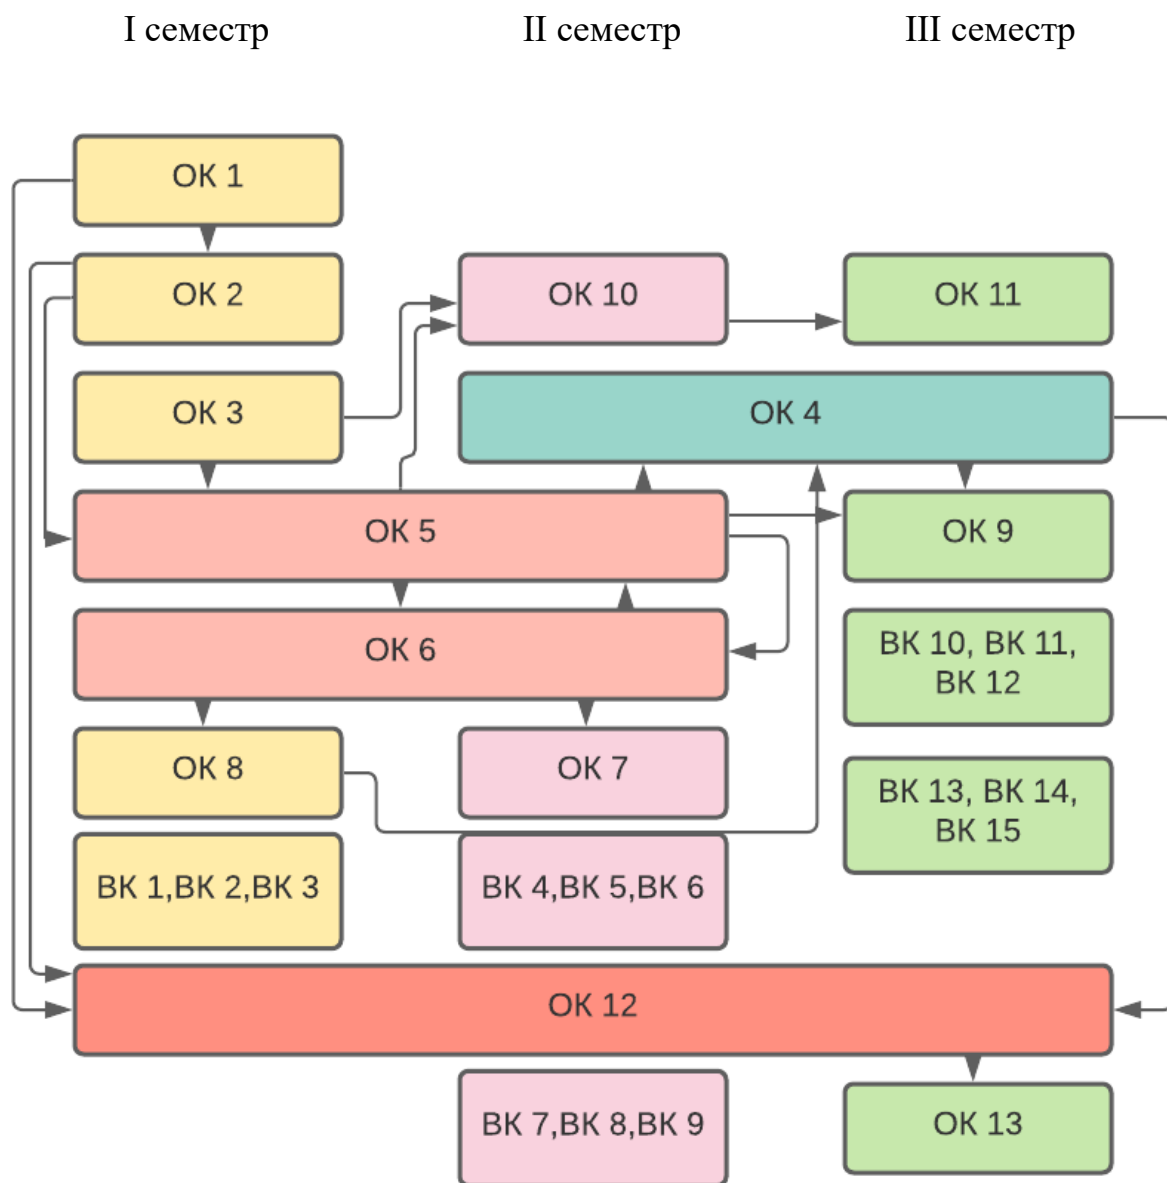 I семестр
II семестр
III семестр
ОК 1
ОК 2
ОК 10
ОК 11
ОК 3
ОК 4
ОК 5
ОК 9
ОК 6
ВК 10, ВК 11,
ВК 12
ОК 8
ОК 7
ВК 13, ВК 14,
ВК 15
ВК 1,ВК 2,ВК 3
ВК 4,ВК 5,ВК 6
ОК 12
ВК 7,ВК 8,ВК 9
ОК 13